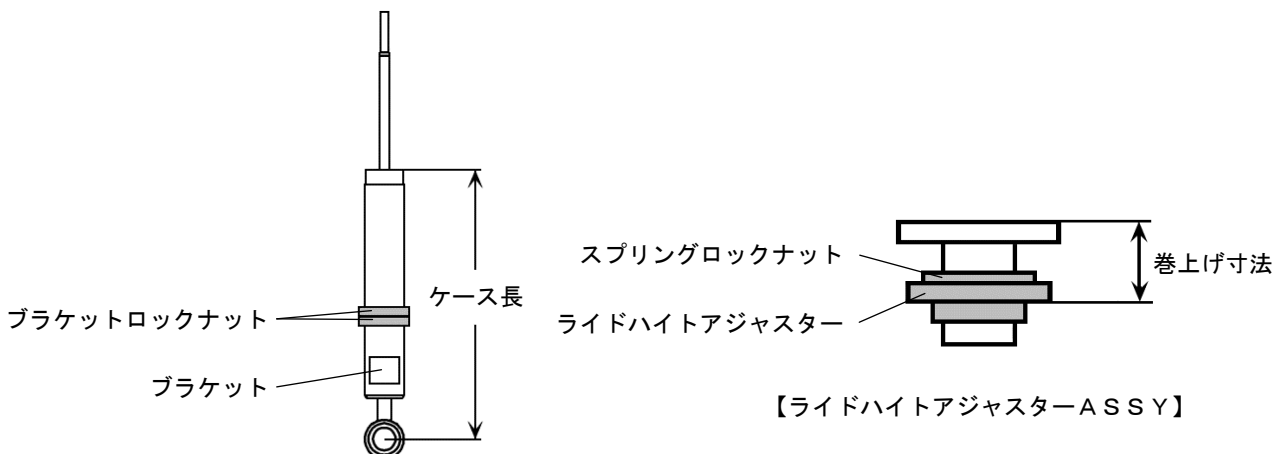 ケース長
ブラケットロックナット
ブラケット
スプリングロックナット
巻上げ寸法
ライドハイトアジャスター
【ライドハイトアジャスターＡＳＳＹ】